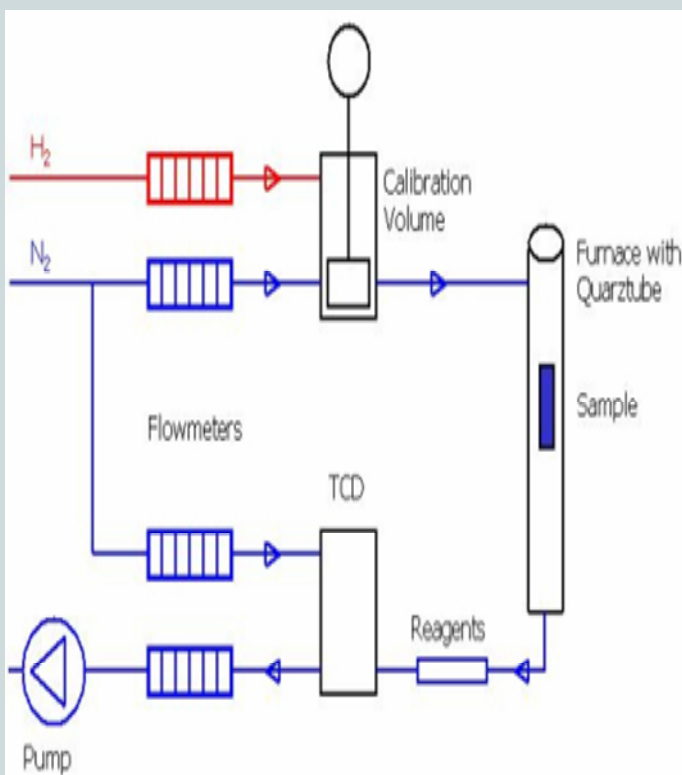 H₂
Calibration
Volume
N₂
Furnace with
Quarztube
Sample
Flowmeters
TCD
Reagents
Pump